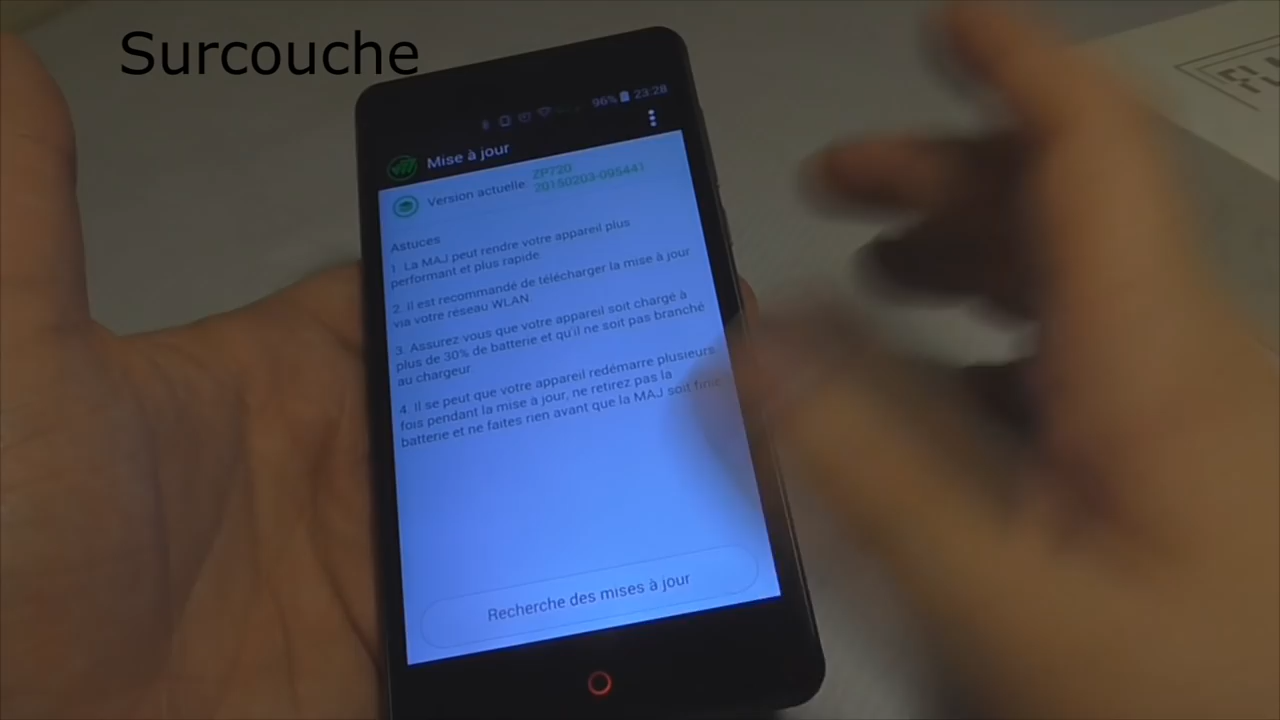 Surcouche
96% 23:28
Mise à jour
Version actuelle: ZP720
20150203-095441
Astuces
1. La MAJ peut rendre votre appareil plus
performant et plus rapide.
2. Il est recommandé de télécharger la mise à jour
via votre réseau WLAN.
3. Assurez vous que votre appareil soit chargé à
plus de 30% de batterie et qu'il ne soit pas branché
au chargeur.
4. Il se peut que votre appareil redémarre plusieurs
fois pendant la mise à jour, ne retirez pas la
batterie et ne faites rien avant que la MAJ soit finie.
Recherche des mises à jour